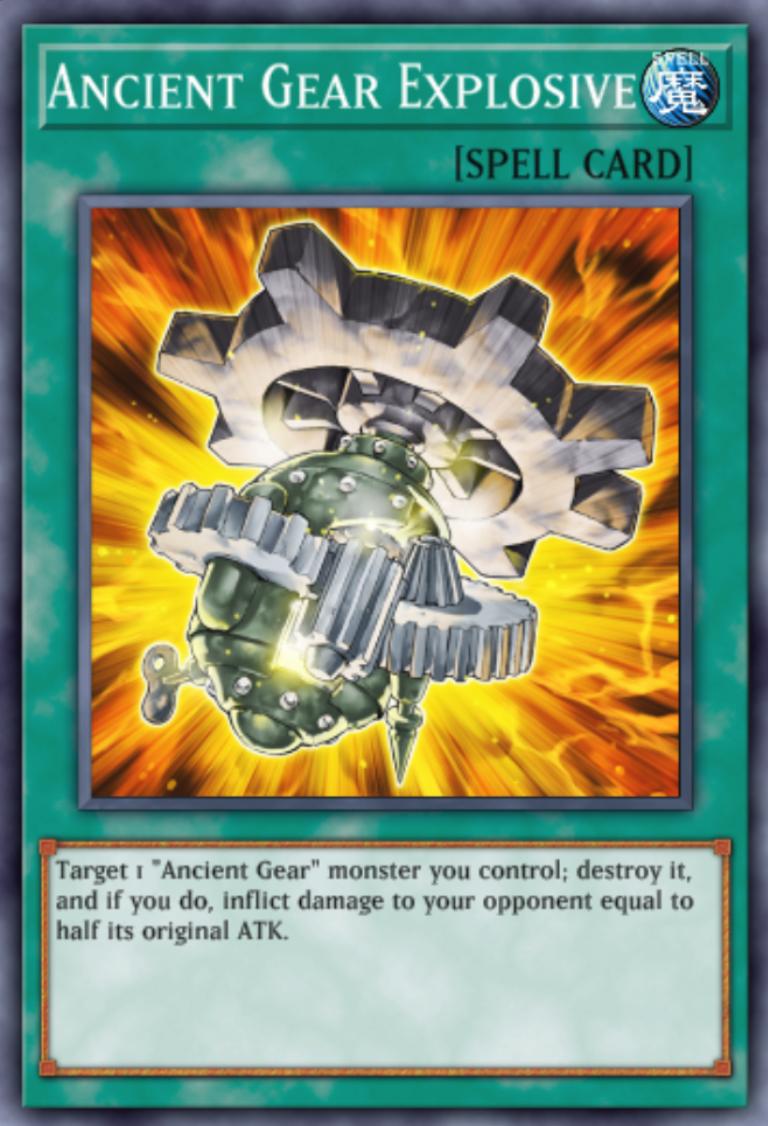 ANCIENT GEAR EXPLOSIVE
SPELL
魔
[SPELL CARD]
Target 1 "Ancient Gear" monster you control; destroy it,
and if you do, inflict damage to your opponent equal to
half its original ATK.